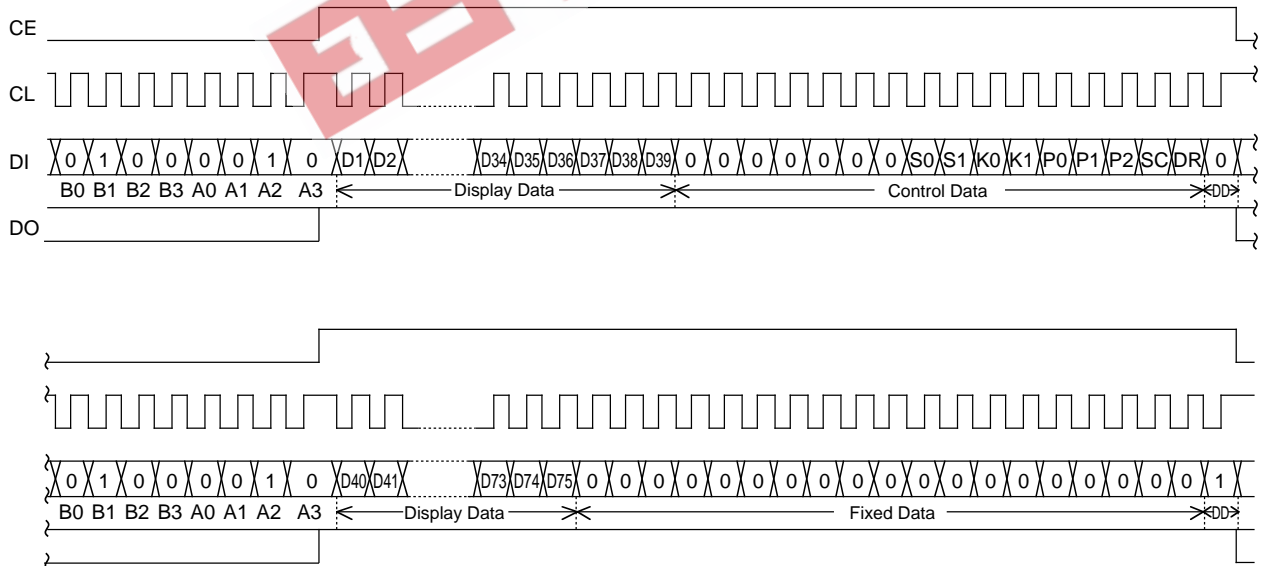 CE
CL
DI 0 1 0 0 0 0 1 0 D1 D2 D34 D35 D36 D37 D38 D39 0 0 0 0 0 0 0 S0 S1 K0 K1 P0 P1 P2 SC DR 0
B0 B1 B2 B3 A0 A1 A2 A3 Display Data Control Data DD
DO
0 1 0 0 0 0 1 0 D40 D41 D73 D74 D75 0 0 0 0 0 0 0 0 0 0 0 0 0 0 0 0 0 0 0 1
B0 B1 B2 B3 A0 A1 A2 A3 Display Data Fixed Data DD